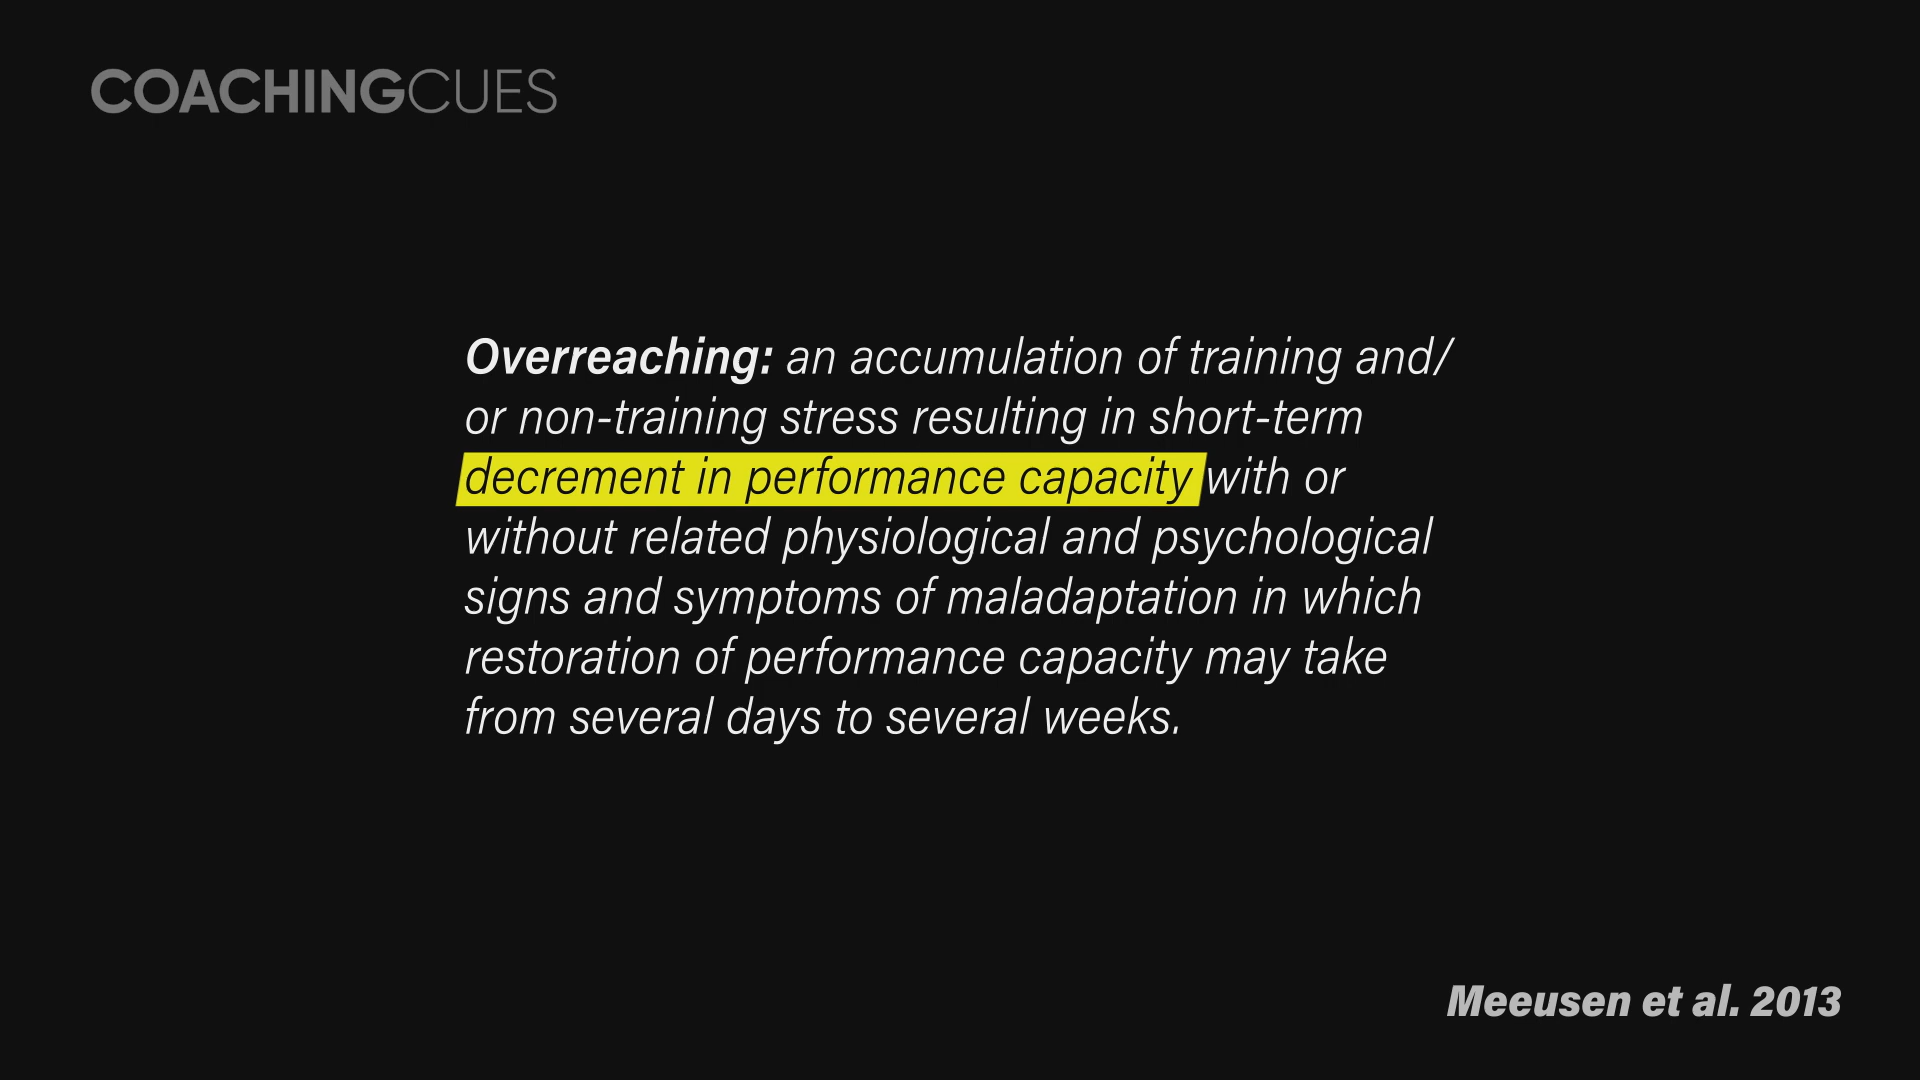 COACHINGCUES
Overreaching: an accumulation of training and/
or non-training stress resulting in short-term
decrement in performance capacity with or
without related physiological and psychological
signs and symptoms of maladaptation in which
restoration of performance capacity may take
from several days to several weeks.
Meeusen et al. 2013